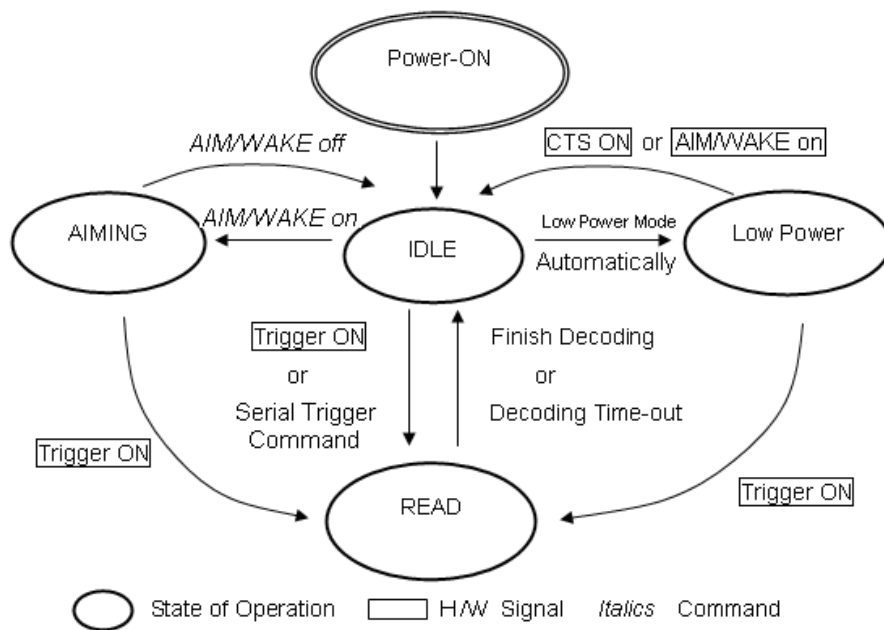 Power-ON
AIM/WAKE off
CTS ON or AIM/WAKE on
AIMING
AIM/WAKE on
IDLE
Low Power Mode
Automatically
Low Power
Trigger ON
or
Serial Trigger
Command
Finish Decoding
or
Decoding Time-out
Trigger ON
Trigger ON
READ
State of Operation H/W Signal Italics Command